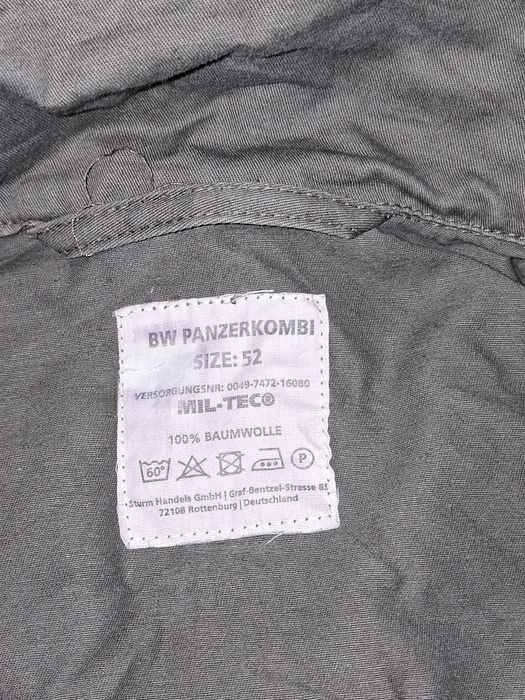 BW PANZERKOMBI
SIZE: 52
VERSORGUNGSNR: 0049-7472-16080
MIL-TEC®
100% BAUMWOLLE
60° P
Sturm Handels GmbH | Graf-Bentzel-Strasse 85
72108 Rottenburg | Deutschland